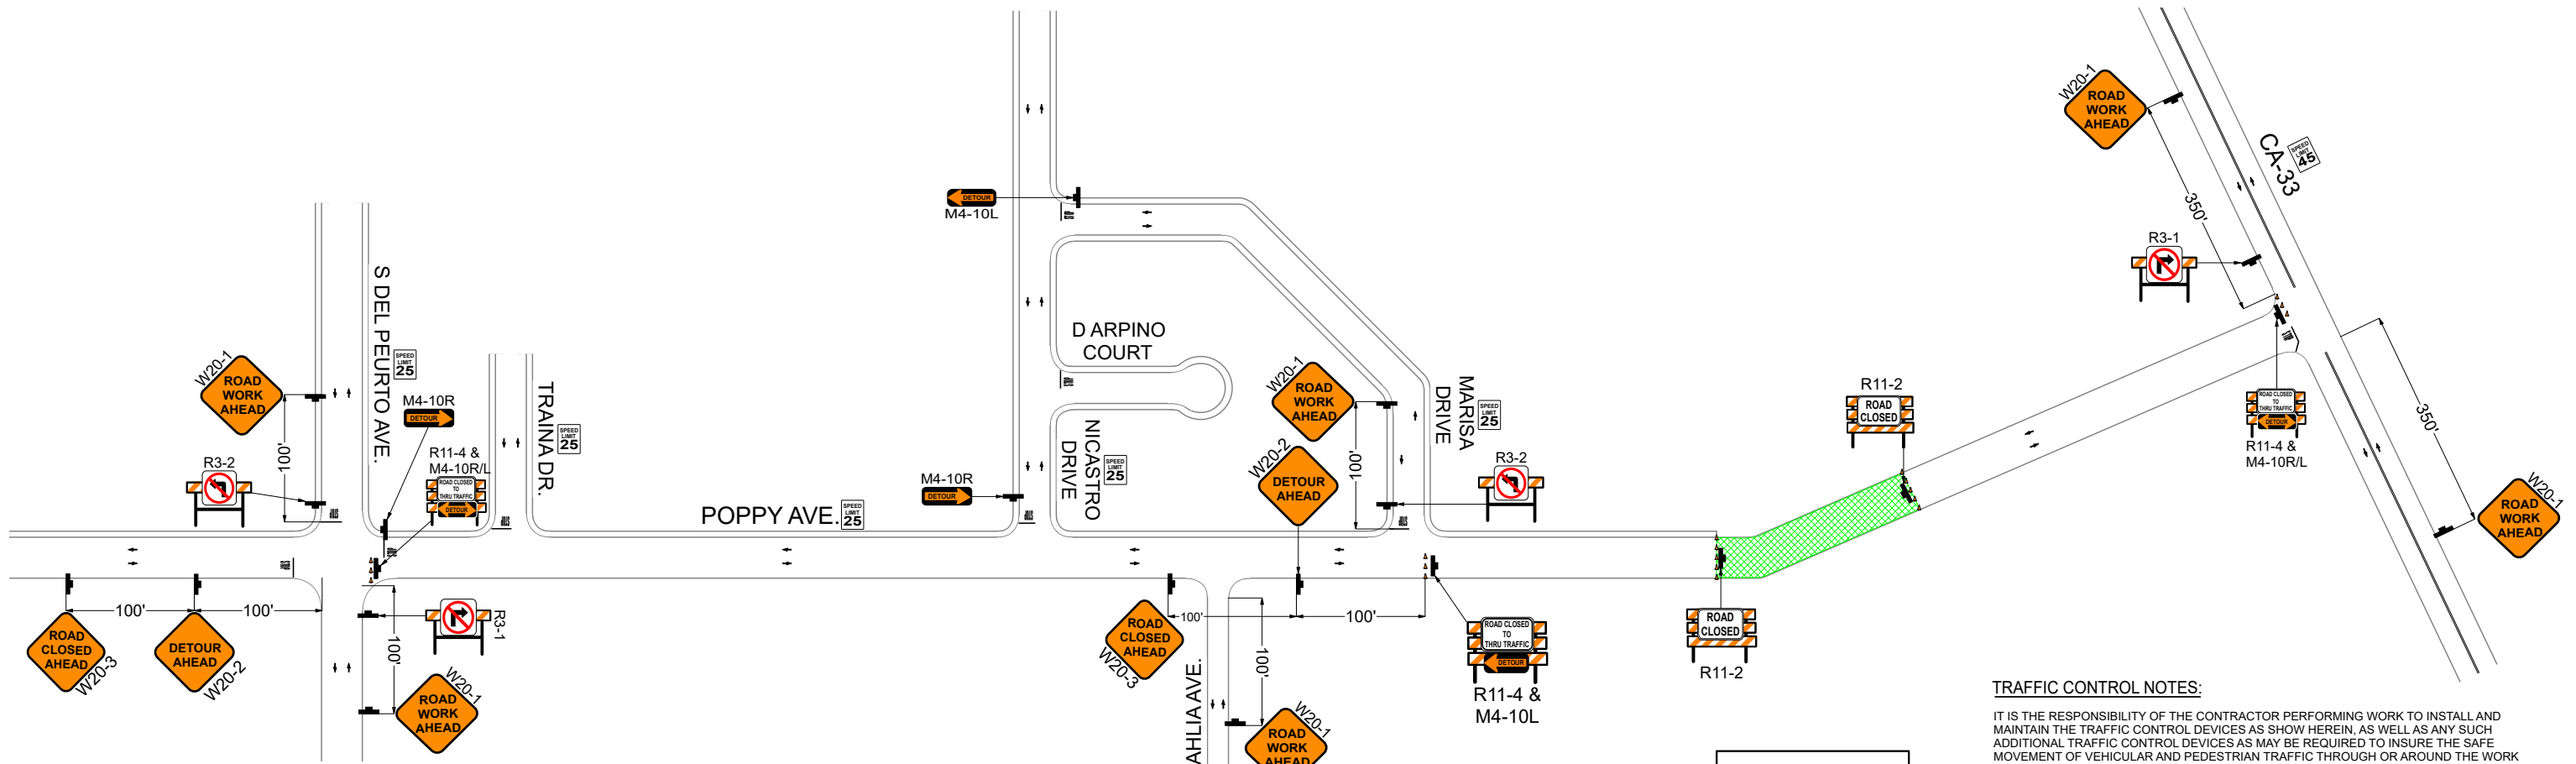 W20-1
ROAD
WORK
AHEAD
CA-33
SPEED
LIMIT
45
350'
R3-1
350'
W20-1
ROAD
WORK
AHEAD
STOP
ROAD CLOSED
TO
THRU TRAFFIC
DETOUR
R11-4 &
M4-10R/L
R11-2
ROAD
CLOSED
ROAD
CLOSED
R11-2
DETOUR
M4-10L
D ARPINO
COURT
NICASTRO
DRIVE
SPEED
LIMIT
25
MARISA
DRIVE
SPEED
LIMIT
25
W20-1
ROAD
WORK
AHEAD
100'
W20-2
DETOUR
AHEAD
R3-2
M4-10R
DETOUR
POPPY AVE.
SPEED
LIMIT
25
S DEL PEURTO AVE.
SPEED
LIMIT
25
TRAINA DR.
SPEED
LIMIT
25
W20-1
ROAD
WORK
AHEAD
100'
R3-2
M4-10R
DETOUR
R11-4 &
M4-10R/L
ROAD CLOSED
TO
THRU TRAFFIC
DETOUR
STOP
100'
100'
ROAD
CLOSED
AHEAD
W20-3
DETOUR
AHEAD
W20-2
R3-1
100'
W20-1
ROAD
WORK
AHEAD
100'
100'
ROAD
CLOSED
AHEAD
W20-3
100'
AHLIA AVE.
W20-1
ROAD
WORK
AHEAD
ROAD CLOSED
TO
THRU TRAFFIC
DETOUR
R11-4 &
M4-10L
TRAFFIC CONTROL NOTES:
IT IS THE RESPONSIBILITY OF THE CONTRACTOR PERFORMING WORK TO INSTALL AND
MAINTAIN THE TRAFFIC CONTROL DEVICES AS SHOW HEREIN, AS WELL AS ANY SUCH
ADDITIONAL TRAFFIC CONTROL DEVICES AS MAY BE REQUIRED TO INSURE THE SAFE
MOVEMENT OF VEHICULAR AND PEDESTRIAN TRAFFIC THROUGH OR AROUND THE WORK